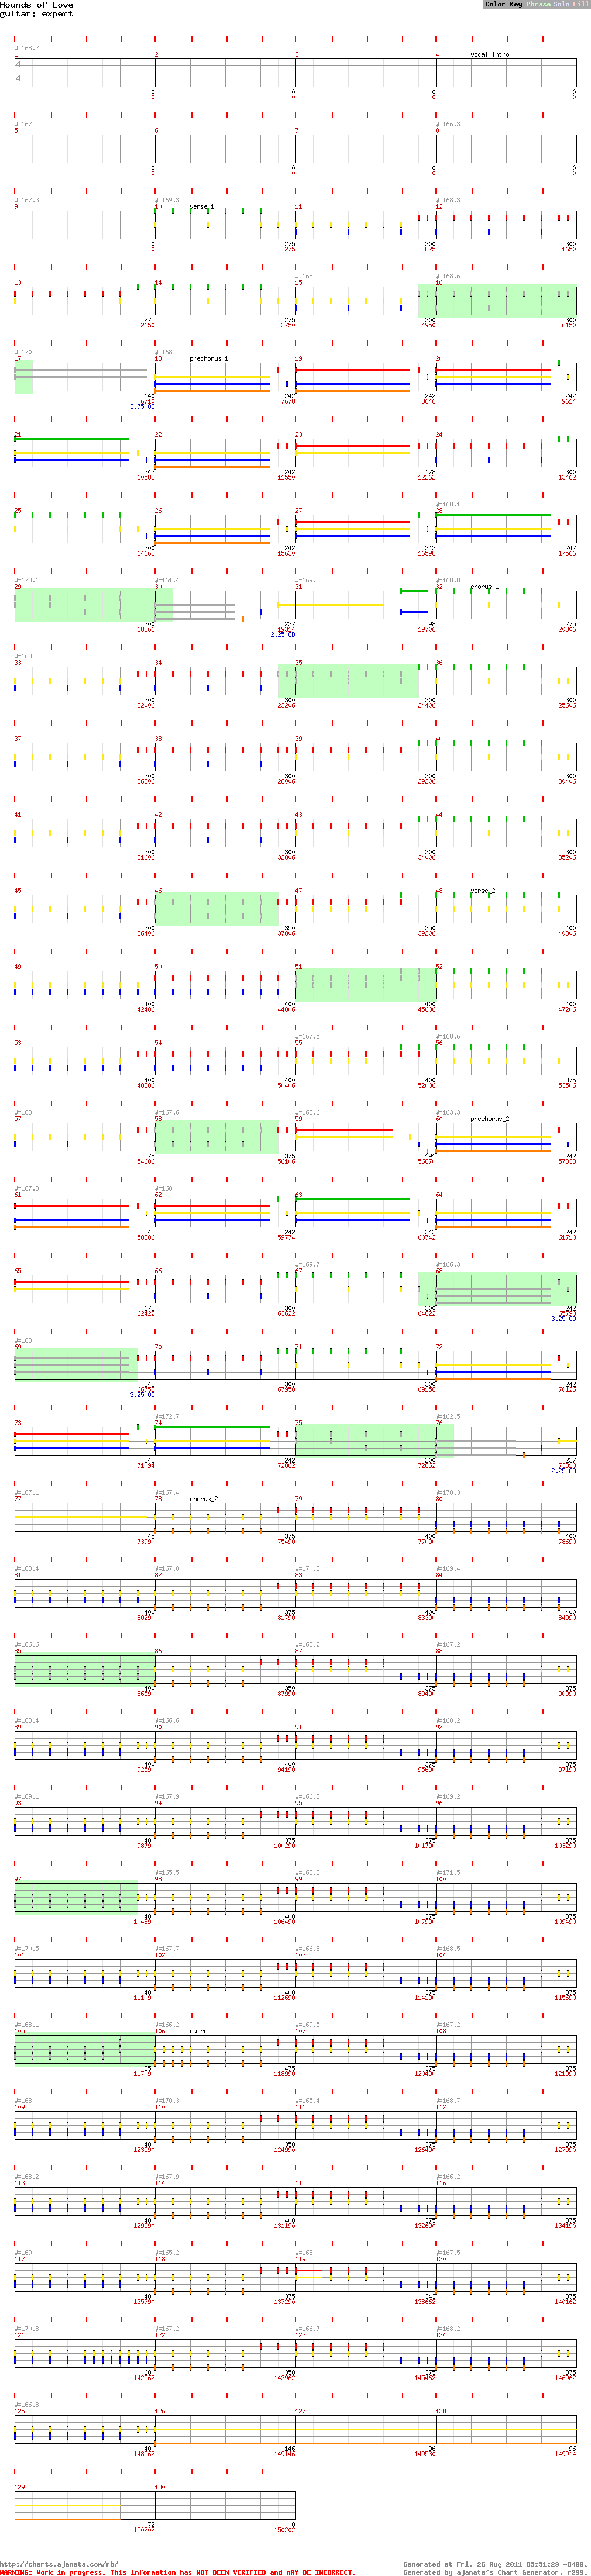 Hounds of Love
guitar: expert
Color Key Phrase Solo Fill
♩=168.2
1 2 3 4 vocal_intro
4
4
0 0 0 0
0 0 0 0
♩=167 ♩=166.3
5 6 7 8
0 0 0 0
0 0 0 0
♩=167.3 ♩=169.3 ♩=168.3
9 10 verse_1 11 12
0 275 300 300
0 275 825 1650
♩=168 ♩=168.6
13 14 15 16
275 275 300 300
2650 3750 4950 6150
♩=170 ♩=168
17 18 prechorus_1 19 20
140 242 242 242
6710 7678 8646 9614
3.75 OD
21 22 23 24
242 242 178 300
10582 11550 12262 13462
♩=168.1
25 26 27 28
300 242 242 242
14662 15630 16598 17566
♩=173.1 ♩=161.4 ♩=169.2 ♩=168.8
29 30 31 32 chorus_1
200 237 98 275
18366 19314 19706 20806
2.25 OD
♩=168
33 34 35 36
300 300 300 300
22006 23206 24406 25606
37 38 39 40
300 300 300 300
26806 28006 29206 30406
41 42 43 44
300 300 300 300
31606 32806 34006 35206
45 46 47 48 verse_2
300 350 350 400
36406 37806 39206 40806
49 50 51 52
400 400 400 400
42406 44006 45606 47206
♩=167.5 ♩=168.6
53 54 55 56
400 400 400 375
48806 50406 52006 53506
♩=168 ♩=167.6 ♩=168.6 ♩=163.3
57 58 59 60 prechorus_2
275 375 191 242
54606 56106 56870 57838
♩=167.8 ♩=168
61 62 63 64
242 242 242 242
58806 59774 60742 61710
♩=169.7 ♩=166.3
65 66 67 68
178 300 300 242
62422 63622 64822 65790
3.25 OD
♩=168
69 70 71 72
242 300 300 242
66758 67958 69158 70126
3.25 OD
♩=172.7 ♩=162.5
73 74 75 76
242 242 200 237
71094 72062 72862 73810
2.25 OD
♩=167.1 ♩=167.4 ♩=170.3
77 78 chorus_2 79 80
45 375 400 400
73990 75490 77090 78690
♩=168.4 ♩=167.8 ♩=170.8 ♩=169.4
81 82 83 84
400 375 400 400
80290 81790 83390 84990
♩=166.6 ♩=168.2 ♩=167.2
85 86 87 88
400 350 375 375
86590 87990 89490 90990
♩=168.4 ♩=166.6 ♩=168.2
89 90 91 92
400 400 375 375
92590 94190 95690 97190
♩=169.1 ♩=167.9 ♩=166.3 ♩=169.2
93 94 95 96
400 375 375 375
98790 100290 101790 103290
♩=165.5 ♩=168.3 ♩=171.5
97 98 99 100
400 400 375 375
104890 106490 107990 109490
♩=170.5 ♩=167.7 ♩=166.8 ♩=168.5
101 102 103 104
400 400 375 375
111090 112690 114190 115690
♩=168.1 ♩=166.2 ♩=169.5 ♩=167.2
105 106 outro 107 108
350 475 375 375
117090 118990 120490 121990
♩=168 ♩=170.3 ♩=165.4 ♩=168.7
109 110 111 112
400 350 375 375
123590 124990 126490 127990
♩=168.2 ♩=167.9 ♩=166.2
113 114 115 116
400 400 375 375
129590 131190 132690 134190
♩=169 ♩=165.2 ♩=168 ♩=167.5
117 118 119 120
400 375 343 375
135790 137290 138662 140162
♩=170.8 ♩=167.2 ♩=166.7 ♩=168.2
121 122 123 124
600 350 375 375
142562 143962 145462 146962
♩=166.8
125 126 127 128
400 146 96 96
148562 149146 149530 149914
129 130
72 0
150202 150202
http://charts.ajanata.com/rb/ Generated at Fri, 26 Aug 2011 05:51:29 -0400.
WARNING: Work in progress. This information has NOT BEEN VERIFIED and MAY BE INCORRECT. Generated by ajanata's Chart Generator, r299.